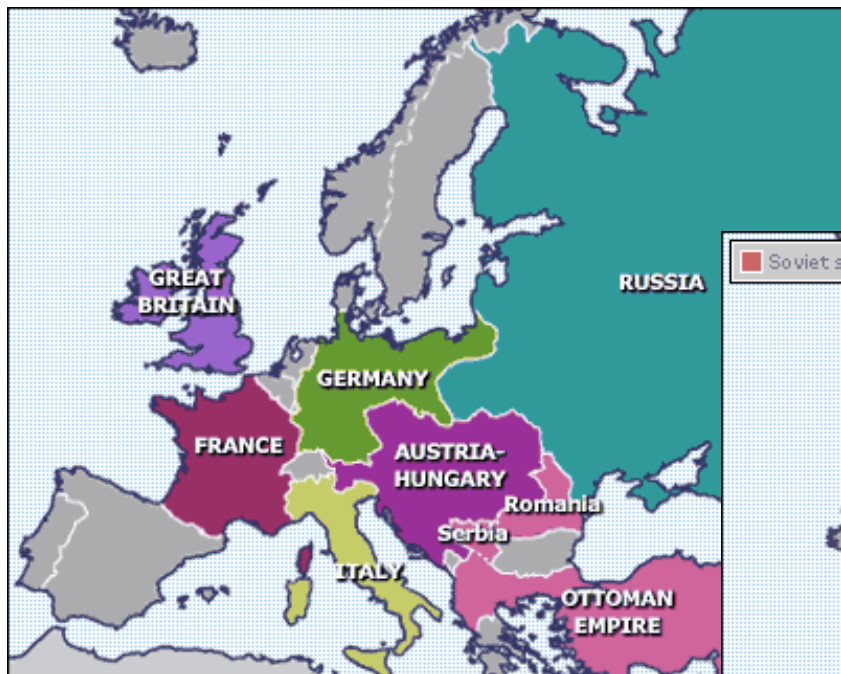 GREAT
BRITAIN
RUSSIA
Soviet s
GERMANY
FRANCE
AUSTRIA-
HUNGARY
Romania
Serbia
ITALY
OTTOMAN
EMPIRE